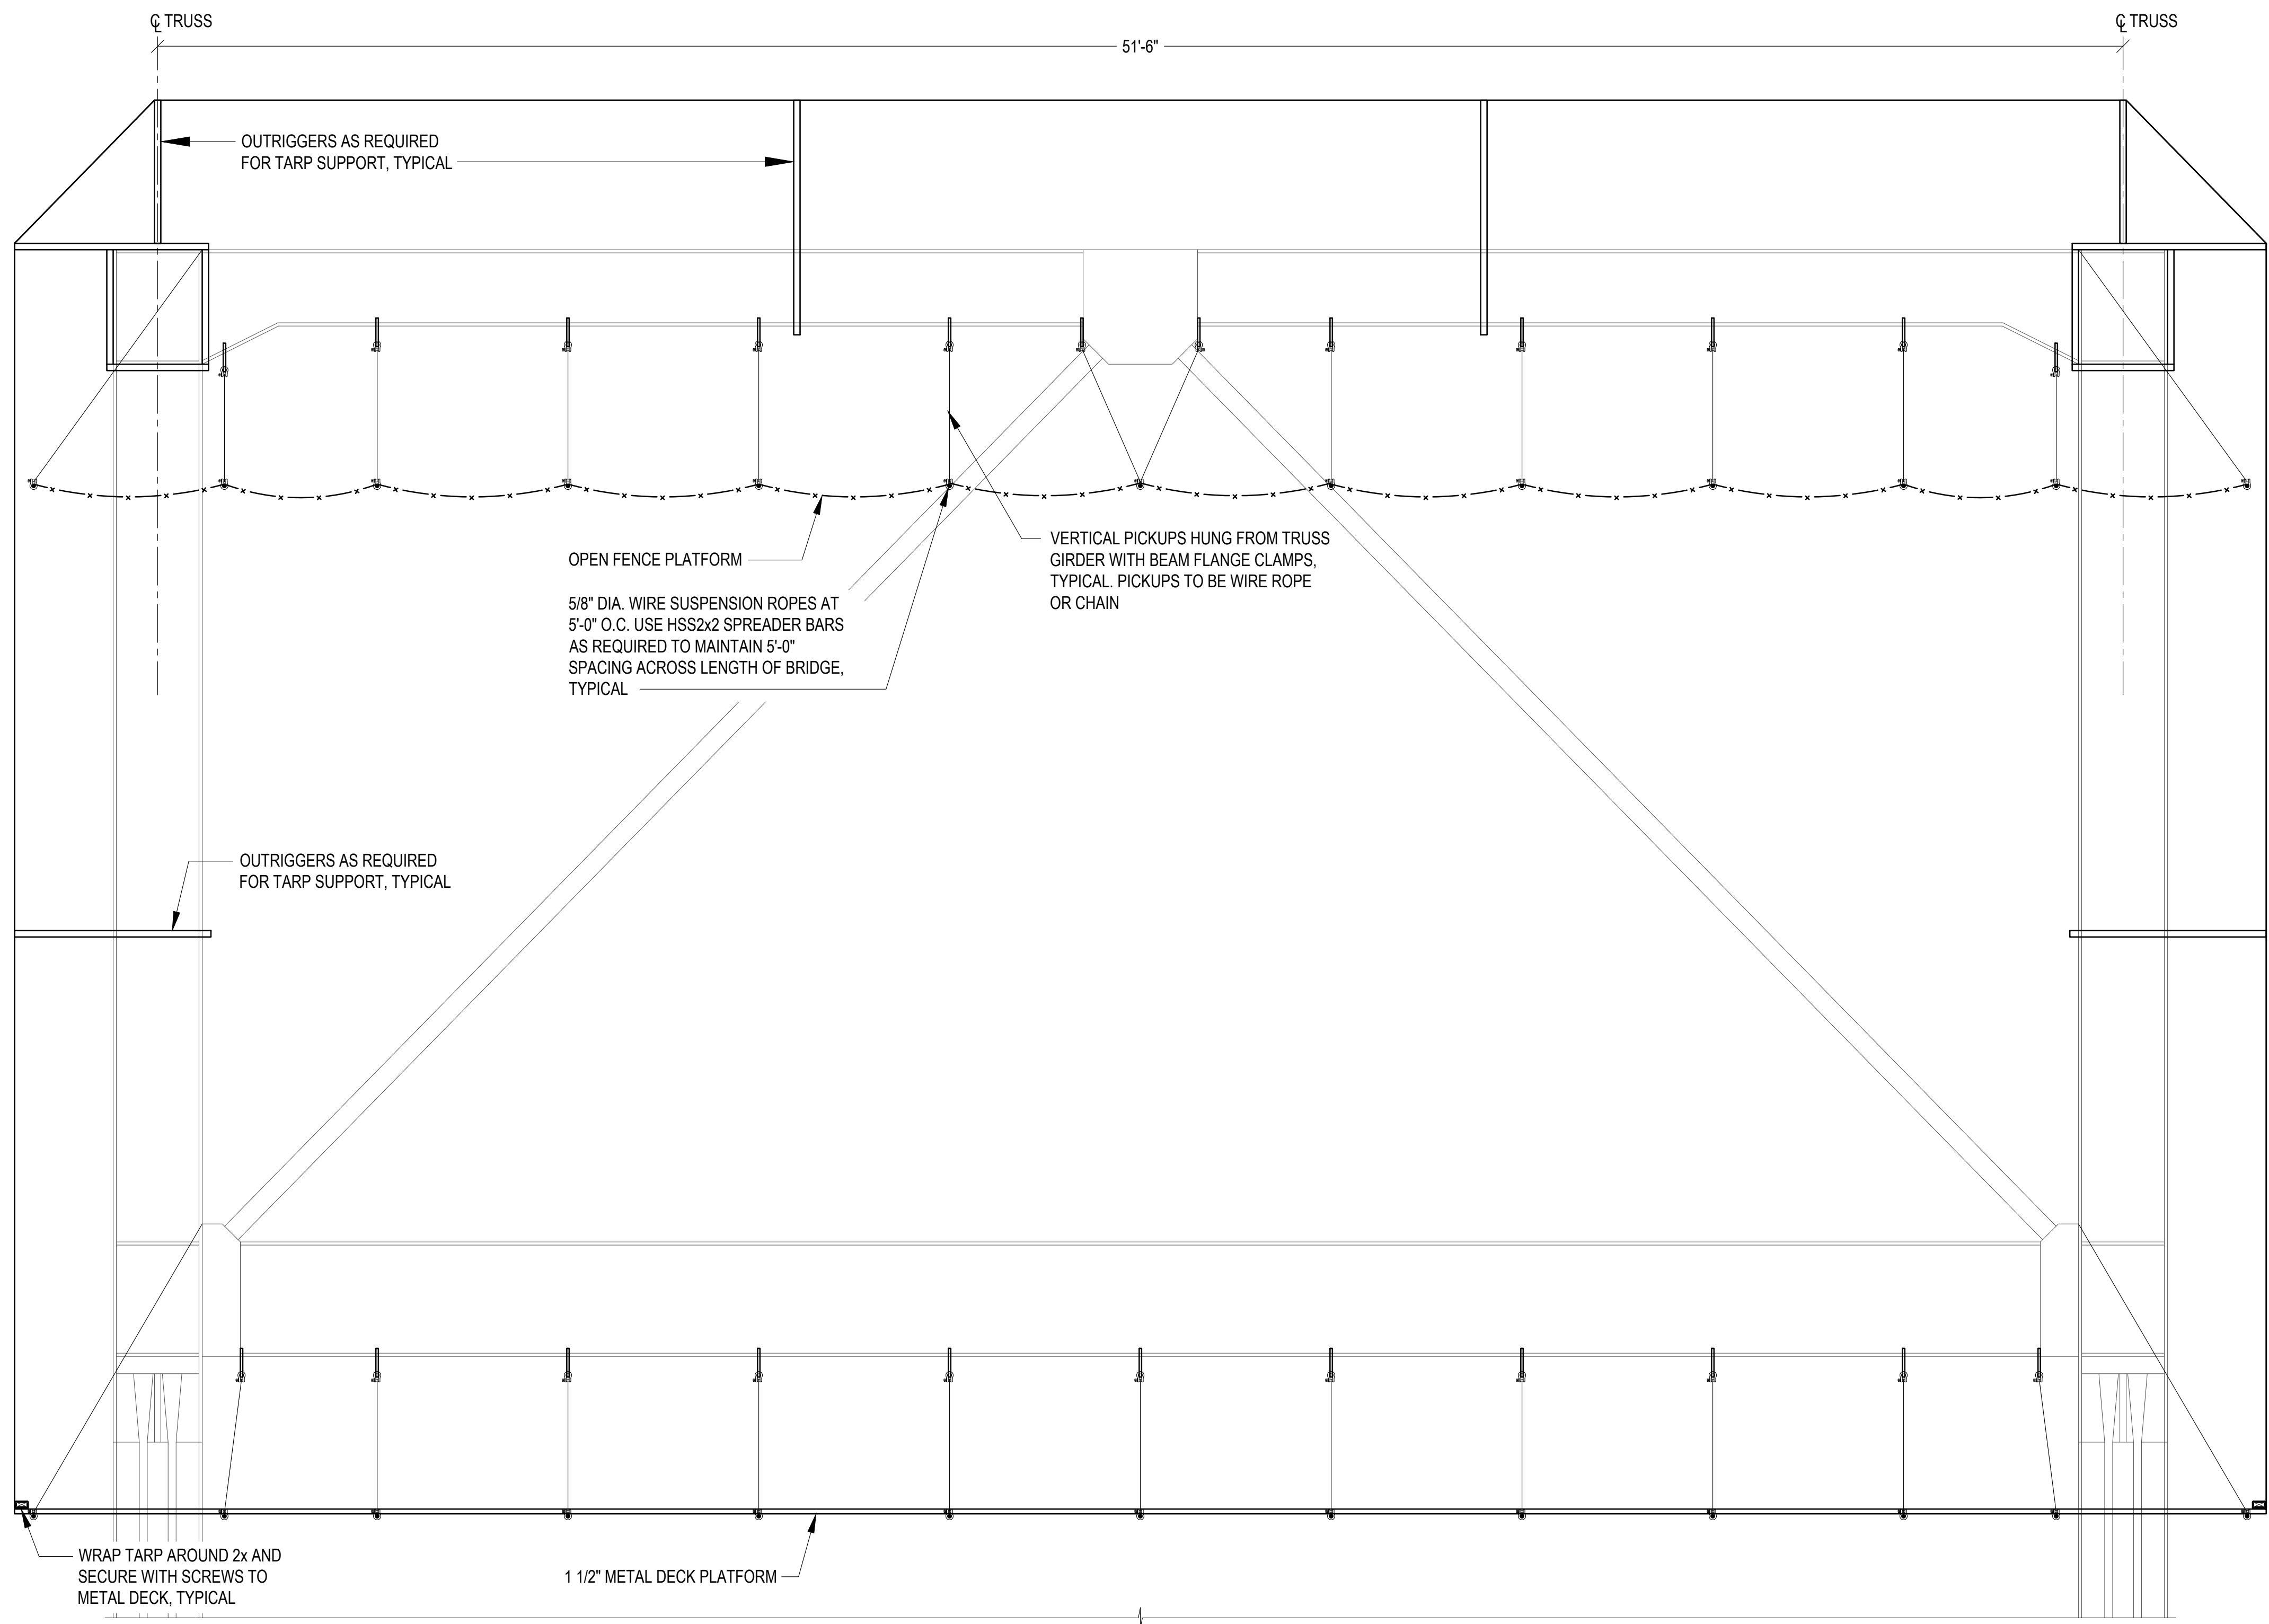 ℄ TRUSS
℄ TRUSS
51'-6"
OUTRIGGERS AS REQUIRED
FOR TARP SUPPORT, TYPICAL
VERTICAL PICKUPS HUNG FROM TRUSS
GIRDER WITH BEAM FLANGE CLAMPS,
TYPICAL. PICKUPS TO BE WIRE ROPE
OR CHAIN
OPEN FENCE PLATFORM
5/8" DIA. WIRE SUSPENSION ROPES AT
5'-0" O.C. USE HSS2x2 SPREADER BARS
AS REQUIRED TO MAINTAIN 5'-0"
SPACING ACROSS LENGTH OF BRIDGE,
TYPICAL
OUTRIGGERS AS REQUIRED
FOR TARP SUPPORT, TYPICAL
WRAP TARP AROUND 2x AND
SECURE WITH SCREWS TO
METAL DECK, TYPICAL
1 1/2" METAL DECK PLATFORM